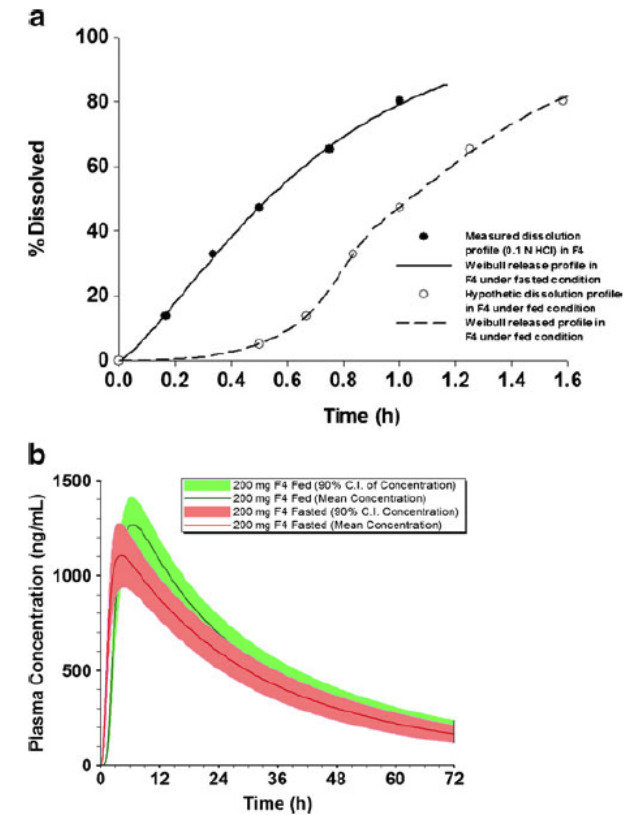 a
100
80
60
40
20
0
% Dissolved
Measured dissolution
profile (0.1 N HCl) in F4
Weibull release profile in
F4 under fasted condition
Hypothetic dissolution profile
in F4 under fed condition
Weibull released profile in
F4 under fed condition
0.0 0.2 0.4 0.6 0.8 1.0 1.2 1.4 1.6
Time (h)
b
1500
1000
500
0
Plasma Concentration (ng/mL)
200 mg F4 Fed (90% C.I. of Concentration)
200 mg F4 Fed (Mean Concentration)
200 mg F4 Fasted (90% C.I. Concentration)
200 mg F4 Fasted (Mean Concentration)
0 12 24 36 48 60 72
Time (h)